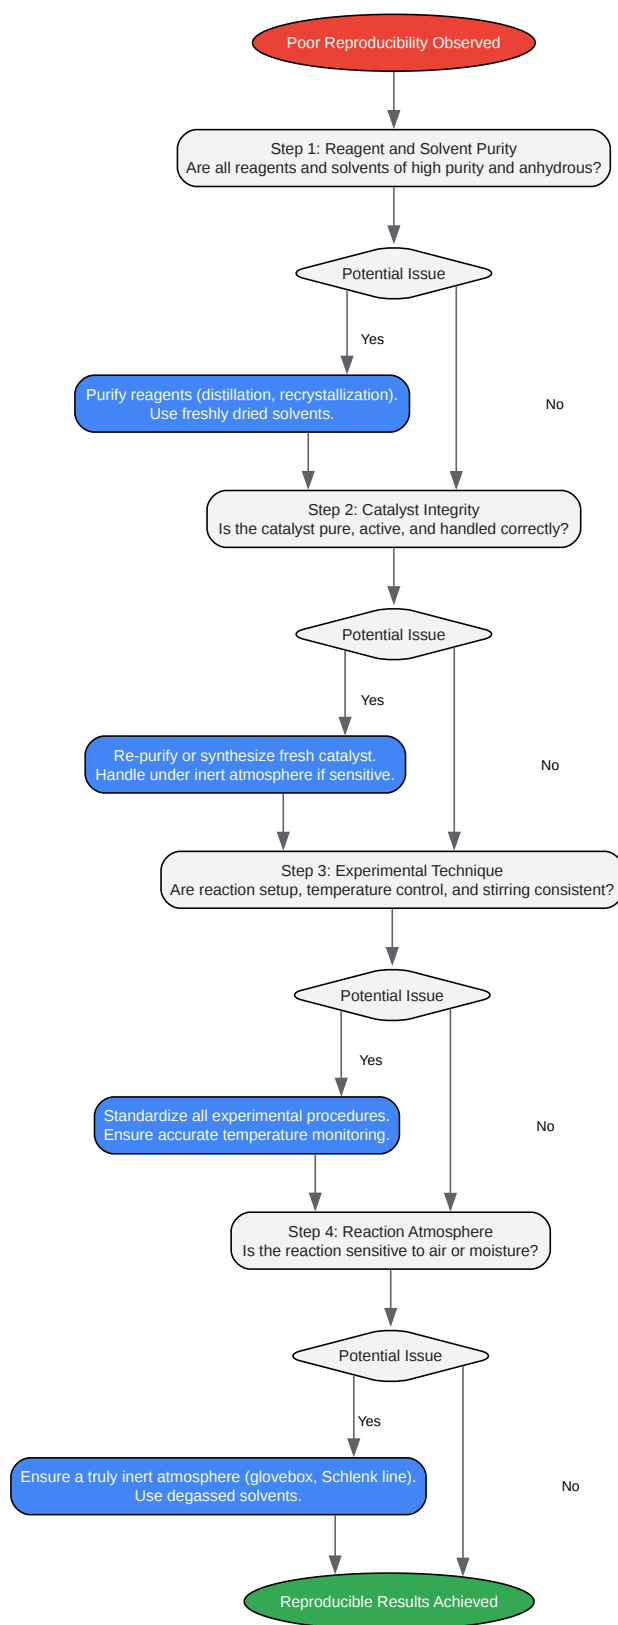 Poor Reproducibility Observed
Step 1: Reagent and Solvent Purity
Are all reagents and solvents of high purity and anhydrous?
Potential Issue
Yes
Purify reagents (distillation, recrystallization).
Use freshly dried solvents.
No
Step 2: Catalyst Integrity
Is the catalyst pure, active, and handled correctly?
Potential Issue
Yes
Re-purify or synthesize fresh catalyst.
Handle under inert atmosphere if sensitive.
No
Step 3: Experimental Technique
Are reaction setup, temperature control, and stirring consistent?
Potential Issue
Yes
Standardize all experimental procedures.
Ensure accurate temperature monitoring.
No
Step 4: Reaction Atmosphere
Is the reaction sensitive to air or moisture?
Potential Issue
Yes
Ensure a truly inert atmosphere (glovebox, Schlenk line).
Use degassed solvents.
No
Reproducible Results Achieved